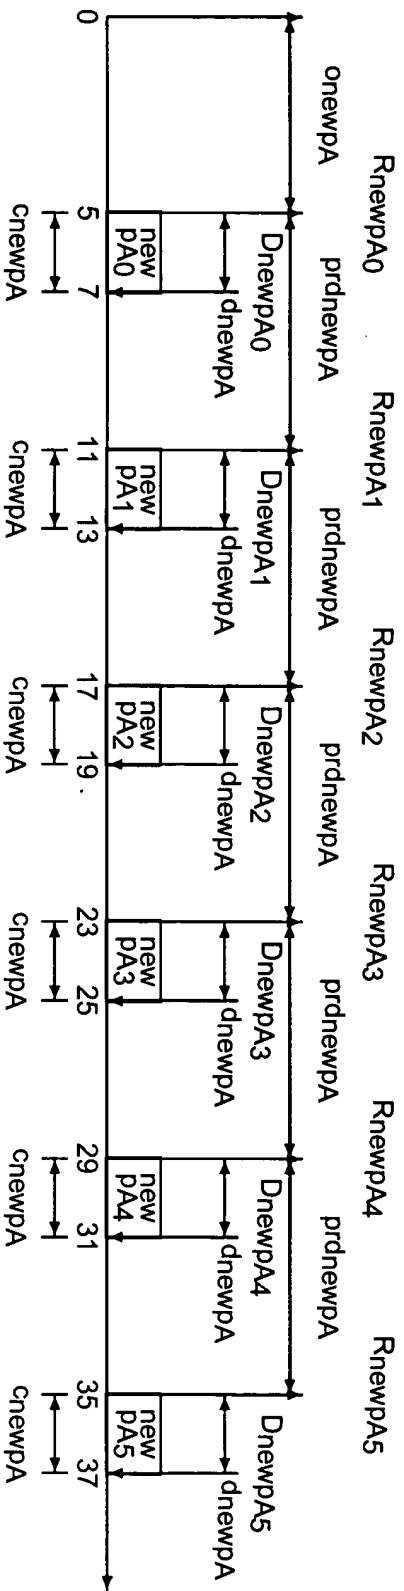 RnewpA0 RnewpA1 RnewpA2 RnewpA3 RnewpA4 RnewpA5
onewpA prdnewpA prdnewpA prdnewpA prdnewpA prdnewpA
DnewpA0 DnewpA1 DnewpA2 DnewpA3 DnewpA4 DnewpA5
dnewpA dnewpA dnewpA dnewpA dnewpA dnewpA
new new new new new new
pA0 pA1 pA2 pA3 pA4 pA5
0 5 7 11 13 17 19 23 25 29 31 35 37
cnewpA cnewpA cnewpA cnewpA cnewpA cnewpA